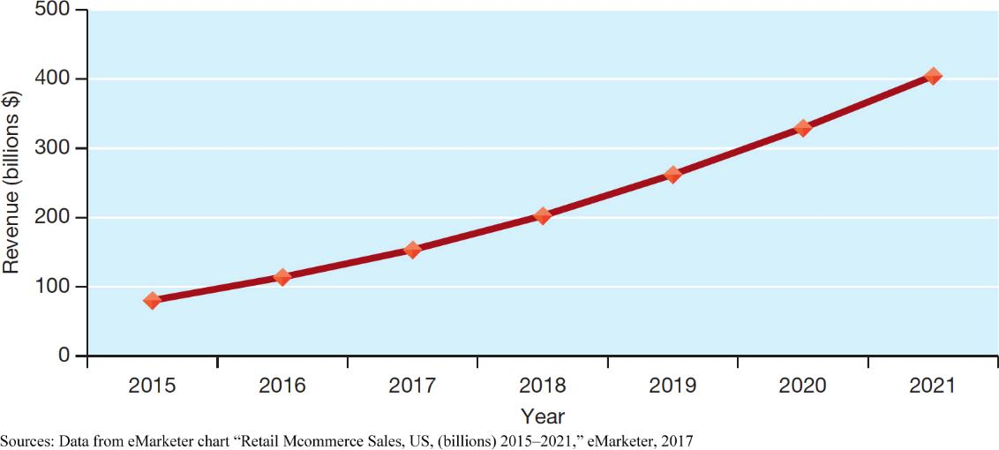 500
400
300
200
100
0
Revenue (billions $)
2015 2016 2017 2018 2019 2020 2021
Year
Sources: Data from eMarketer chart “Retail Mcommerce Sales, US, (billions) 2015–2021,” eMarketer, 2017